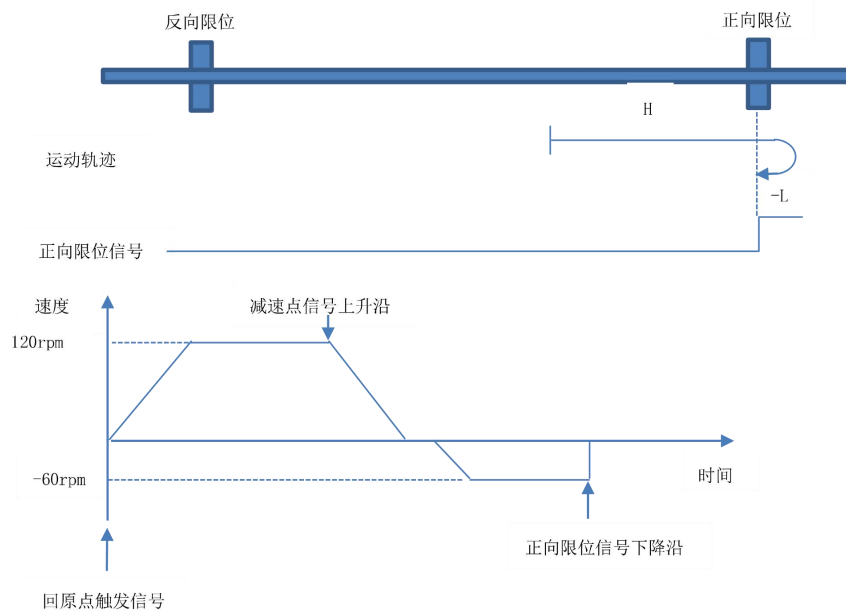 反向限位
正向限位
H
运动轨迹
-L
正向限位信号
速度
减速点信号上升沿
120rpm
-60rpm
时间
正向限位信号下降沿
回原点触发信号